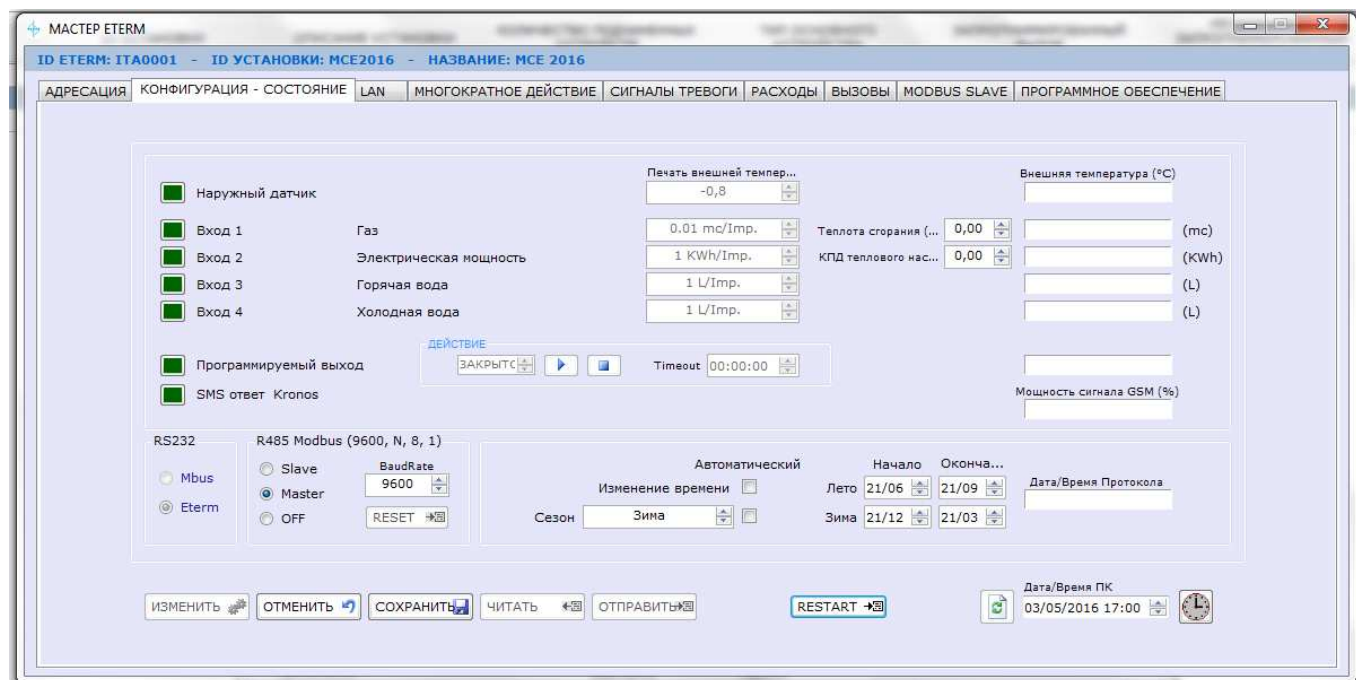 МАСТЕР ETERM
ID ETERM: ITA0001 - ID УСТАНОВКИ: MCE2016 - НАЗВАНИЕ: MCE 2016
АДРЕСАЦИЯ КОНФИГУРАЦИЯ - СОСТОЯНИЕ LAN МНОГОКРАТНОЕ ДЕЙСТВИЕ СИГНАЛЫ ТРЕВОГИ РАСХОДЫ ВЫЗОВЫ MODBUS SLAVE ПРОГРАММНОЕ ОБЕСПЕЧЕНИЕ
Печать внешней темпер... Внешняя температура (°C)
Наружный датчик -0,8
Вход 1 Газ 0.01 mc/Imp. Теплота сгорания (... 0,00 (mc)
Вход 2 Электрическая мощность 1 KWh/Imp. КПД теплового нас... 0,00 (KWh)
Вход 3 Горячая вода 1 L/Imp. (L)
Вход 4 Холодная вода 1 L/Imp. (L)
ДЕЙСТВИЕ
Программируемый выход ЗАКРЫТО Timeout 00:00:00
SMS ответ Kronos Мощность сигнала GSM (%)
RS232 R485 Modbus (9600, N, 8, 1)
Slave BaudRate Автоматический Начало Оконча...
Mbus 9600 Изменение времени Лето 21/06 21/09 Дата/Время Протокола
Master
Eterm OFF RESET Сезон Зима Зима 21/12 21/03
Дата/Время ПК
ИЗМЕНИТЬ ОТМЕНИТЬ СОХРАНИТЬ ЧИТАТЬ ОТПРАВИТЬ RESTART 03/05/2016 17:00